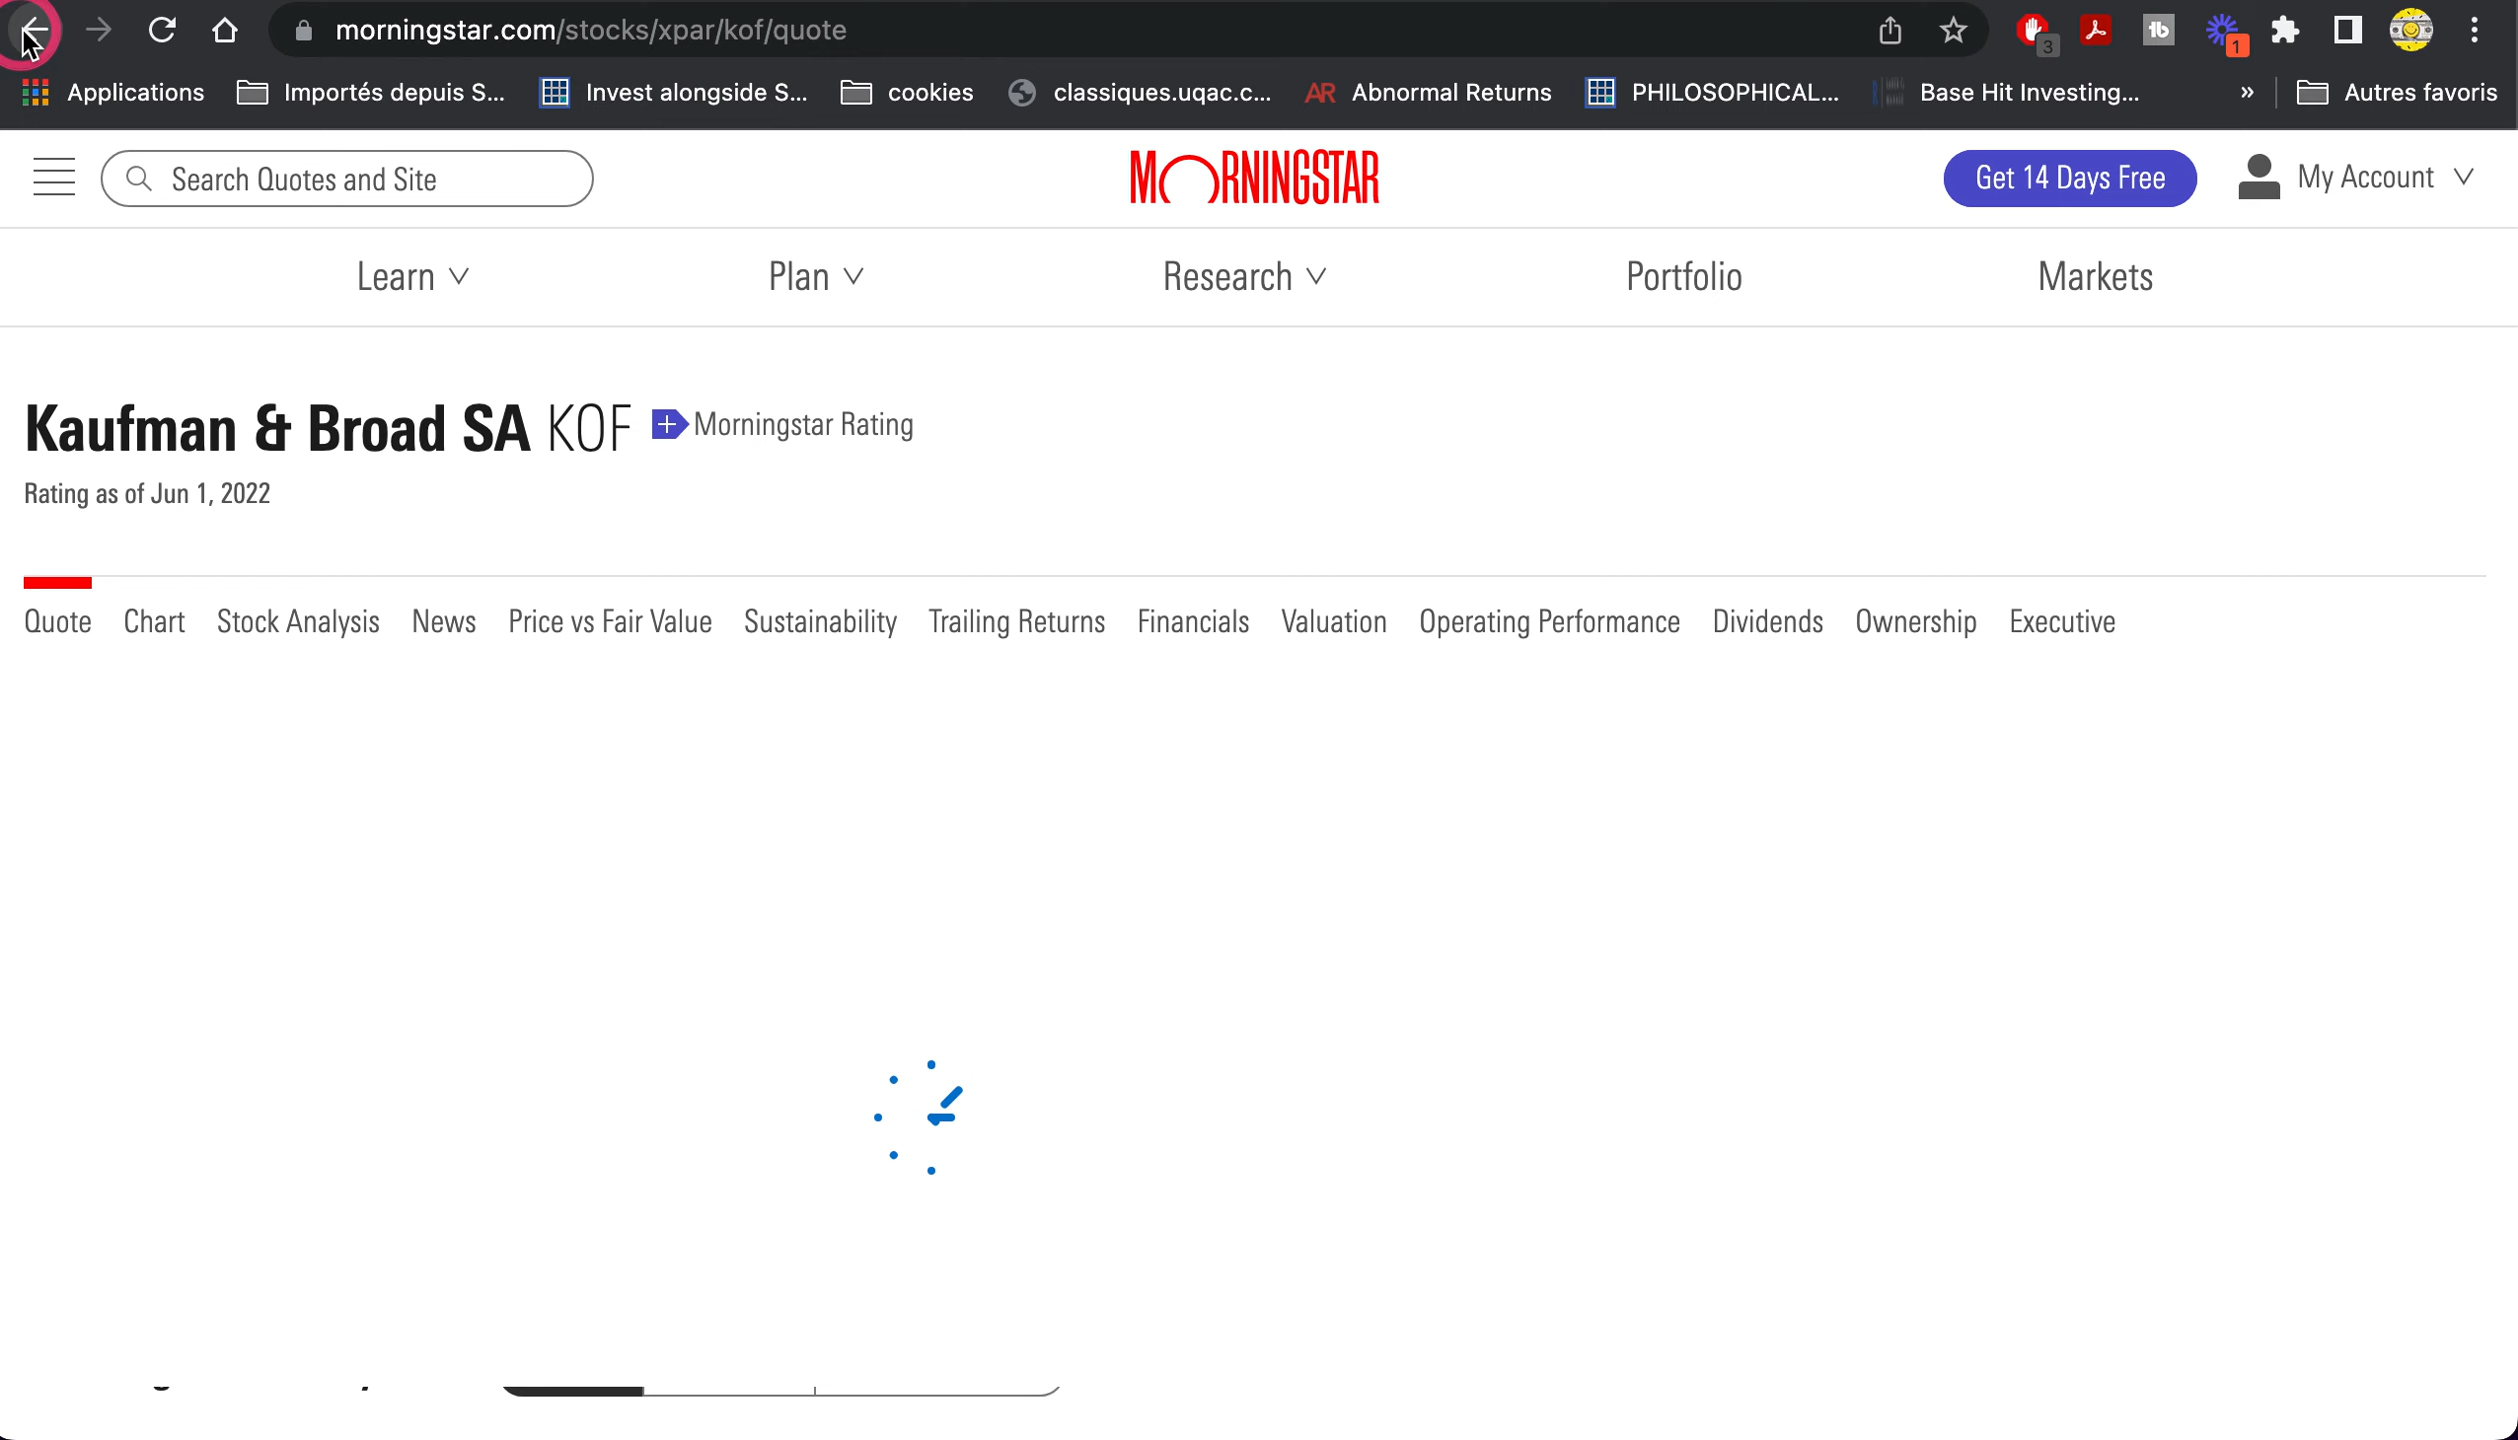 morningstar.com/stocks/xpar/kof/quote
3
1
Applications Importés depuis S... Invest alongside S... cookies classiques.uqac.c... AR Abnormal Returns PHILOSOPHICAL... Base Hit Investing... » Autres favoris
Search Quotes and Site MORNINGSTAR Get 14 Days Free My Account
Learn Plan Research Portfolio Markets
Kaufman & Broad SA KOF Morningstar Rating
Rating as of Jun 1, 2022
Quote Chart Stock Analysis News Price vs Fair Value Sustainability Trailing Returns Financials Valuation Operating Performance Dividends Ownership Executive